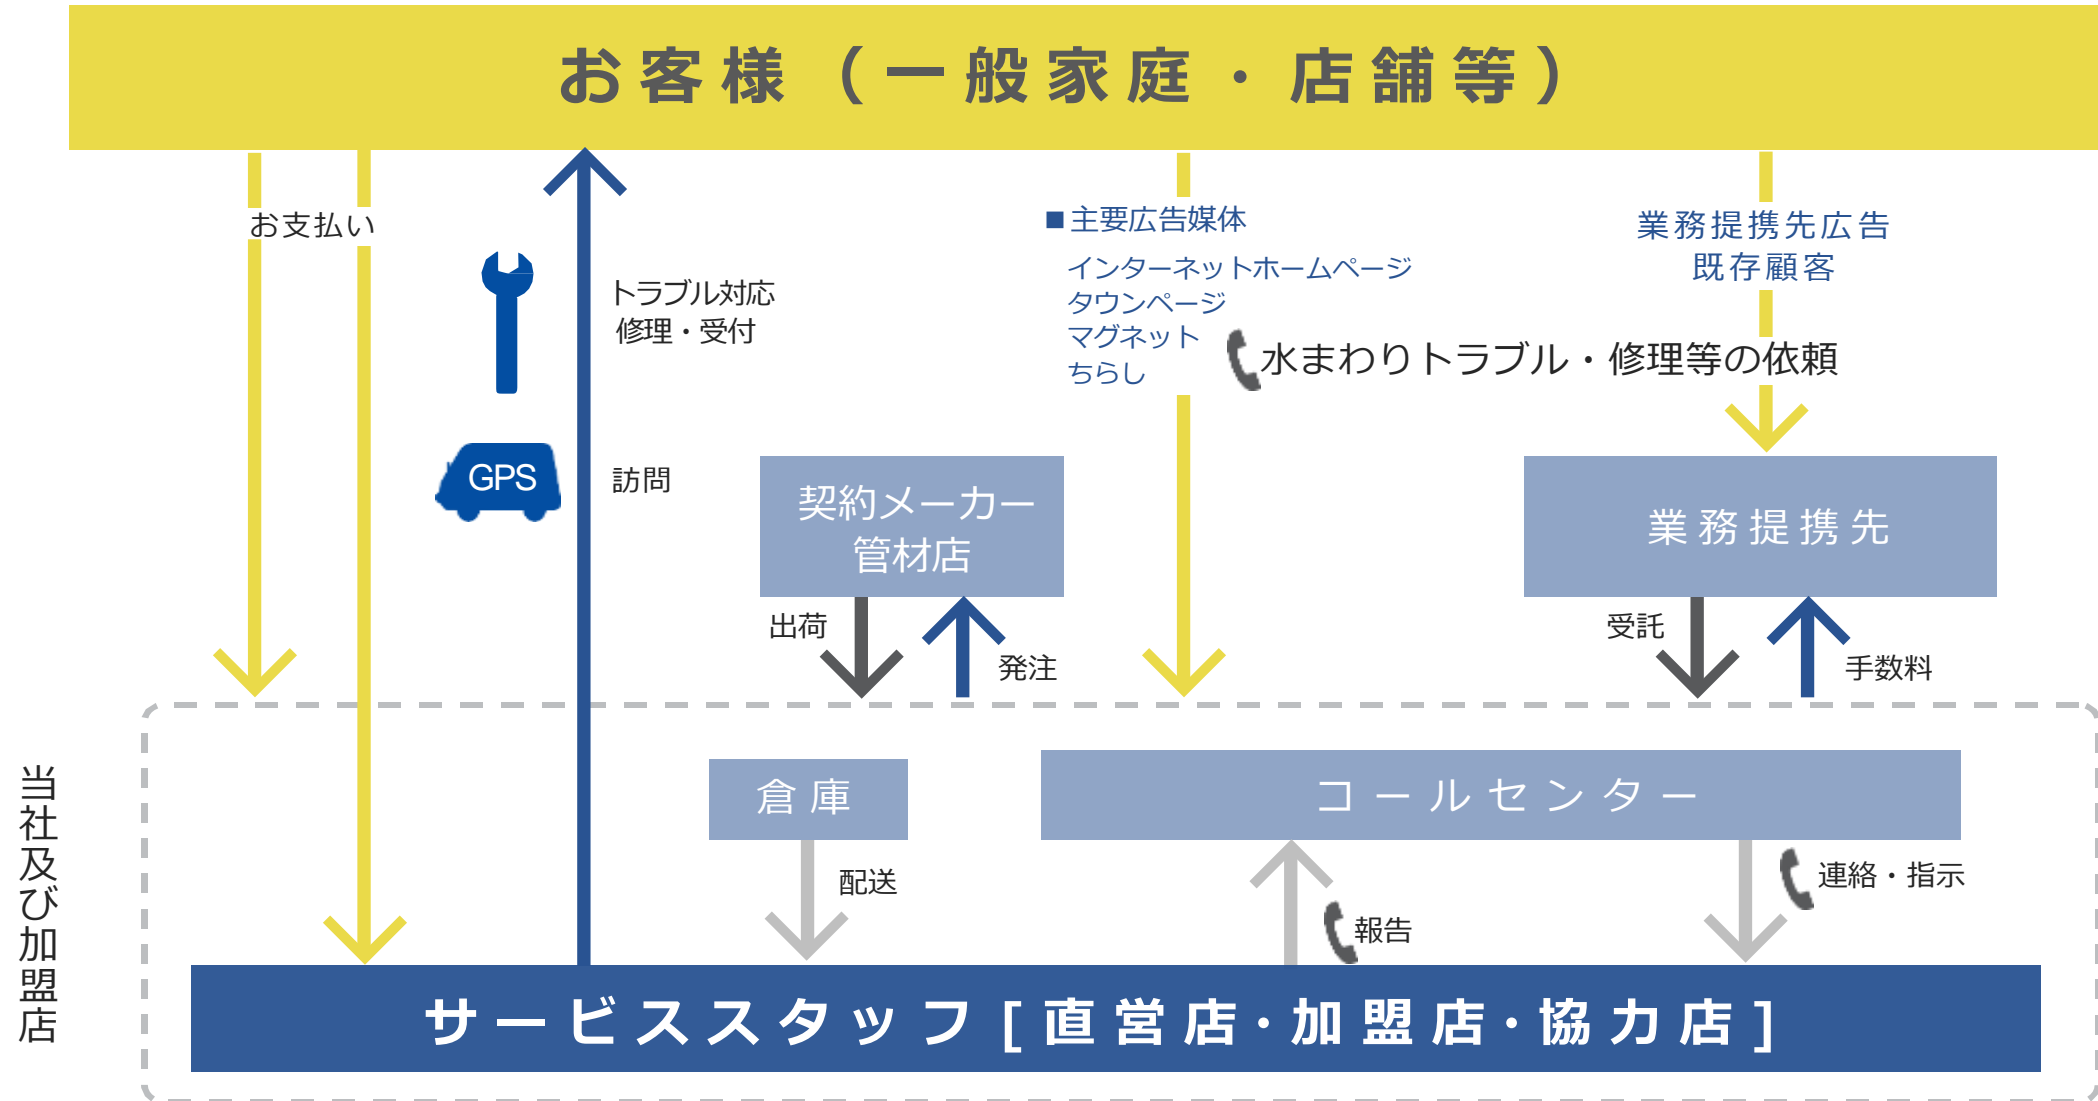 お客様（一般家庭・店舗等）
お支払い
トラブル対応
修理・受付
GPS
訪問
■主要広告媒体
インターネットホームページ
タウンページ
マグネット
ちらし
業務提携先広告
既存顧客
水まわりトラブル・修理等の依頼
契約メーカー
管材店
業務提携先
出荷
発注
受託
手数料
当社及び加盟店
倉庫
コールセンター
配送
報告
連絡・指示
サービススタッフ[直営店・加盟店・協力店]